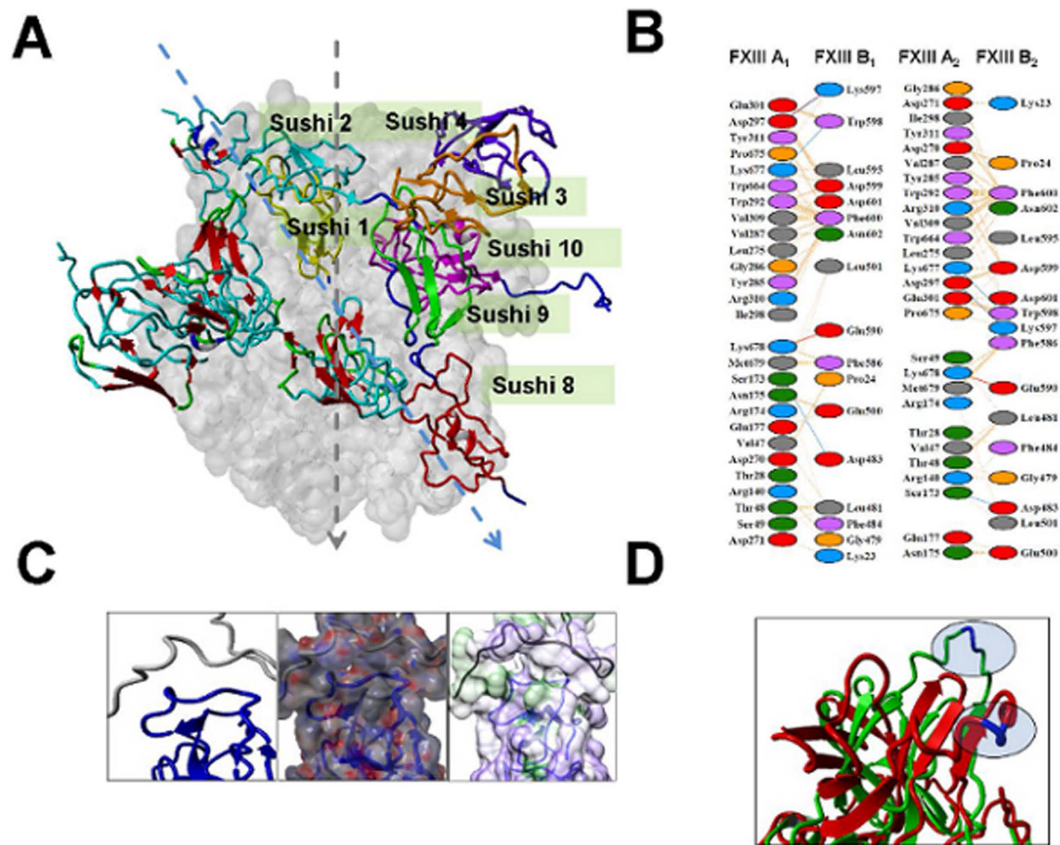 A
Sushi 2
Sushi 4
Sushi 3
Sushi 1
Sushi 10
Sushi 9
Sushi 8
B
FXIII A1
FXIII B1
FXIII A2
FXIII B2
Glu301
Asp297
Tyr311
Pro675
Lys677
Trp664
Trp292
Val309
Val287
Leu275
Gly286
Tyr285
Arg310
Ile298
Lys678
Met679
Ser173
Asn175
Arg174
Glu177
Val47
Asp270
Thr28
Arg140
Thr48
Ser49
Asp271
Lys597
Trp598
Leu595
Asp599
Asp601
Phe600
Asn602
Leu501
Glu590
Phe586
Pro24
Glu500
Asp483
Leu481
Phe484
Gly479
Lys23
Gly286
Asp271
Ile298
Tyr311
Asp270
Val287
Tyr285
Trp292
Arg310
Val309
Trp664
Leu275
Lys677
Asp297
Glu301
Pro675
Ser49
Lys678
Met679
Arg174
Thr28
Val47
Thr48
Arg140
Ser173
Glu177
Asn175
Lys23
Pro24
Phe600
Asn602
Leu595
Asp599
Trp598
Lys597
Phe586
Glu590
Leu481
Phe484
Gly479
Asp483
Leu501
Glu500
C
D